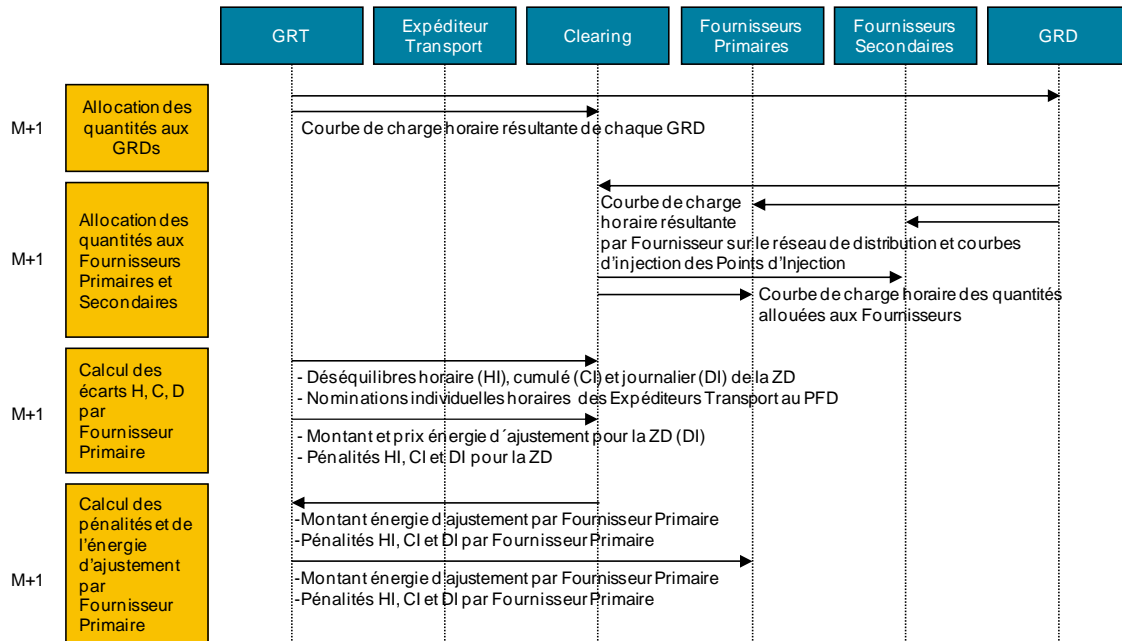 GRT
Expéditeur
Transport
Clearing
Fournisseurs
Primaires
Fournisseurs
Secondaires
GRD
M+1
Allocation des
quantités aux
GRDs
Courbe de charge horaire résultante de chaque GRD
M+1
Allocation des
quantités aux
Fournisseurs
Primaires et
Secondaires
Courbe de charge
horaire résultante
par Fournisseur sur le réseau de distribution et courbes
d'injection des Points d'Injection
Courbe de charge horaire des quantités
allouées aux Fournisseurs
M+1
Calcul des
écarts H, C, D
par
Fournisseur
Primaire
- Déséquilibres horaire (HI), cumulé (CI) et journalier (DI) de la ZD
- Nominations individuelles horaires des Expéditeurs Transport au PFD
- Montant et prix énergie d´ajustement pour la ZD (DI)
- Pénalités HI, CI et DI pour la ZD
M+1
Calcul des
pénalités et de
l'énergie
d'ajustement
par
Fournisseur
Primaire
-Montant énergie d'ajustement par Fournisseur Primaire
-Pénalités HI, CI et DI par Fournisseur Primaire
-Montant énergie d'ajustement par Fournisseur Primaire
-Pénalités HI, CI et DI par Fournisseur Primaire